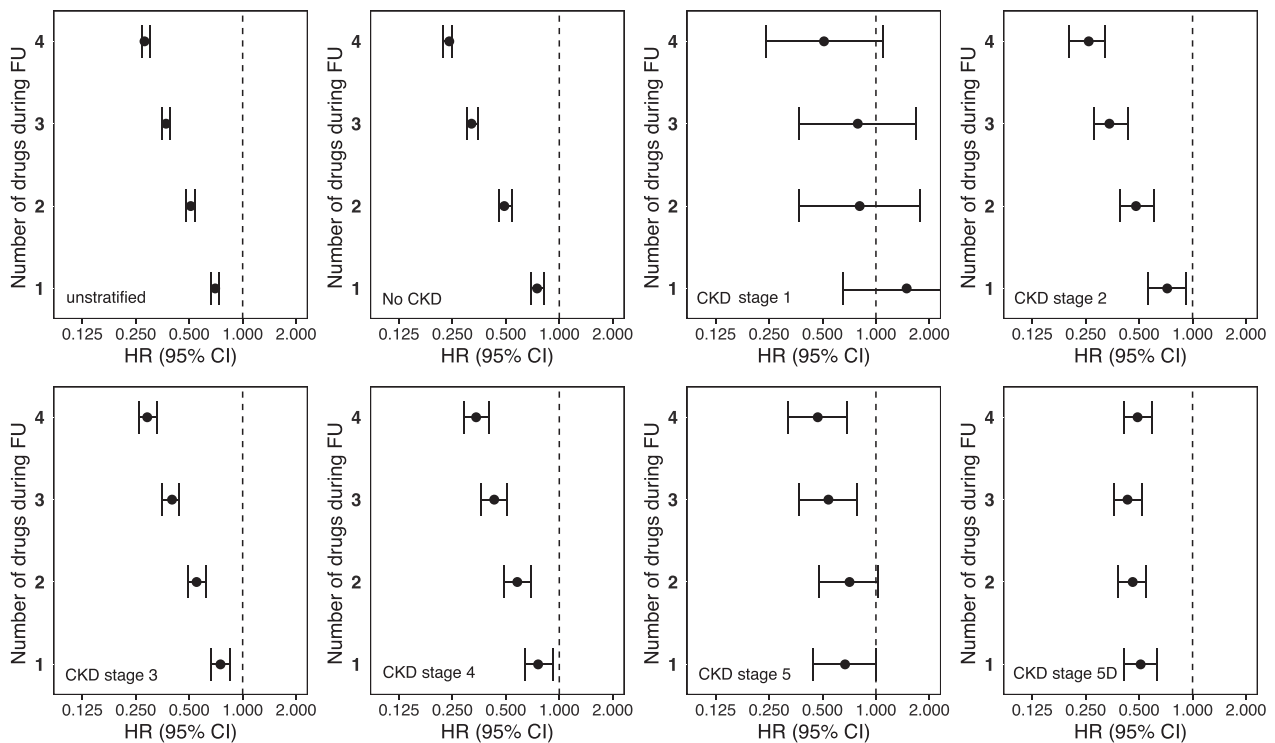 Number of drugs during FU
4
3
2
1
unstratified
0.125 0.250 0.500 1.000 2.000
HR (95% CI)
Number of drugs during FU
4
3
2
1
No CKD
0.125 0.250 0.500 1.000 2.000
HR (95% CI)
Number of drugs during FU
4
3
2
1
CKD stage 1
0.125 0.250 0.500 1.000 2.000
HR (95% CI)
Number of drugs during FU
4
3
2
1
CKD stage 2
0.125 0.250 0.500 1.000 2.000
HR (95% CI)
Number of drugs during FU
4
3
2
1
CKD stage 3
0.125 0.250 0.500 1.000 2.000
HR (95% CI)
Number of drugs during FU
4
3
2
1
CKD stage 4
0.125 0.250 0.500 1.000 2.000
HR (95% CI)
Number of drugs during FU
4
3
2
1
CKD stage 5
0.125 0.250 0.500 1.000 2.000
HR (95% CI)
Number of drugs during FU
4
3
2
1
CKD stage 5D
0.125 0.250 0.500 1.000 2.000
HR (95% CI)